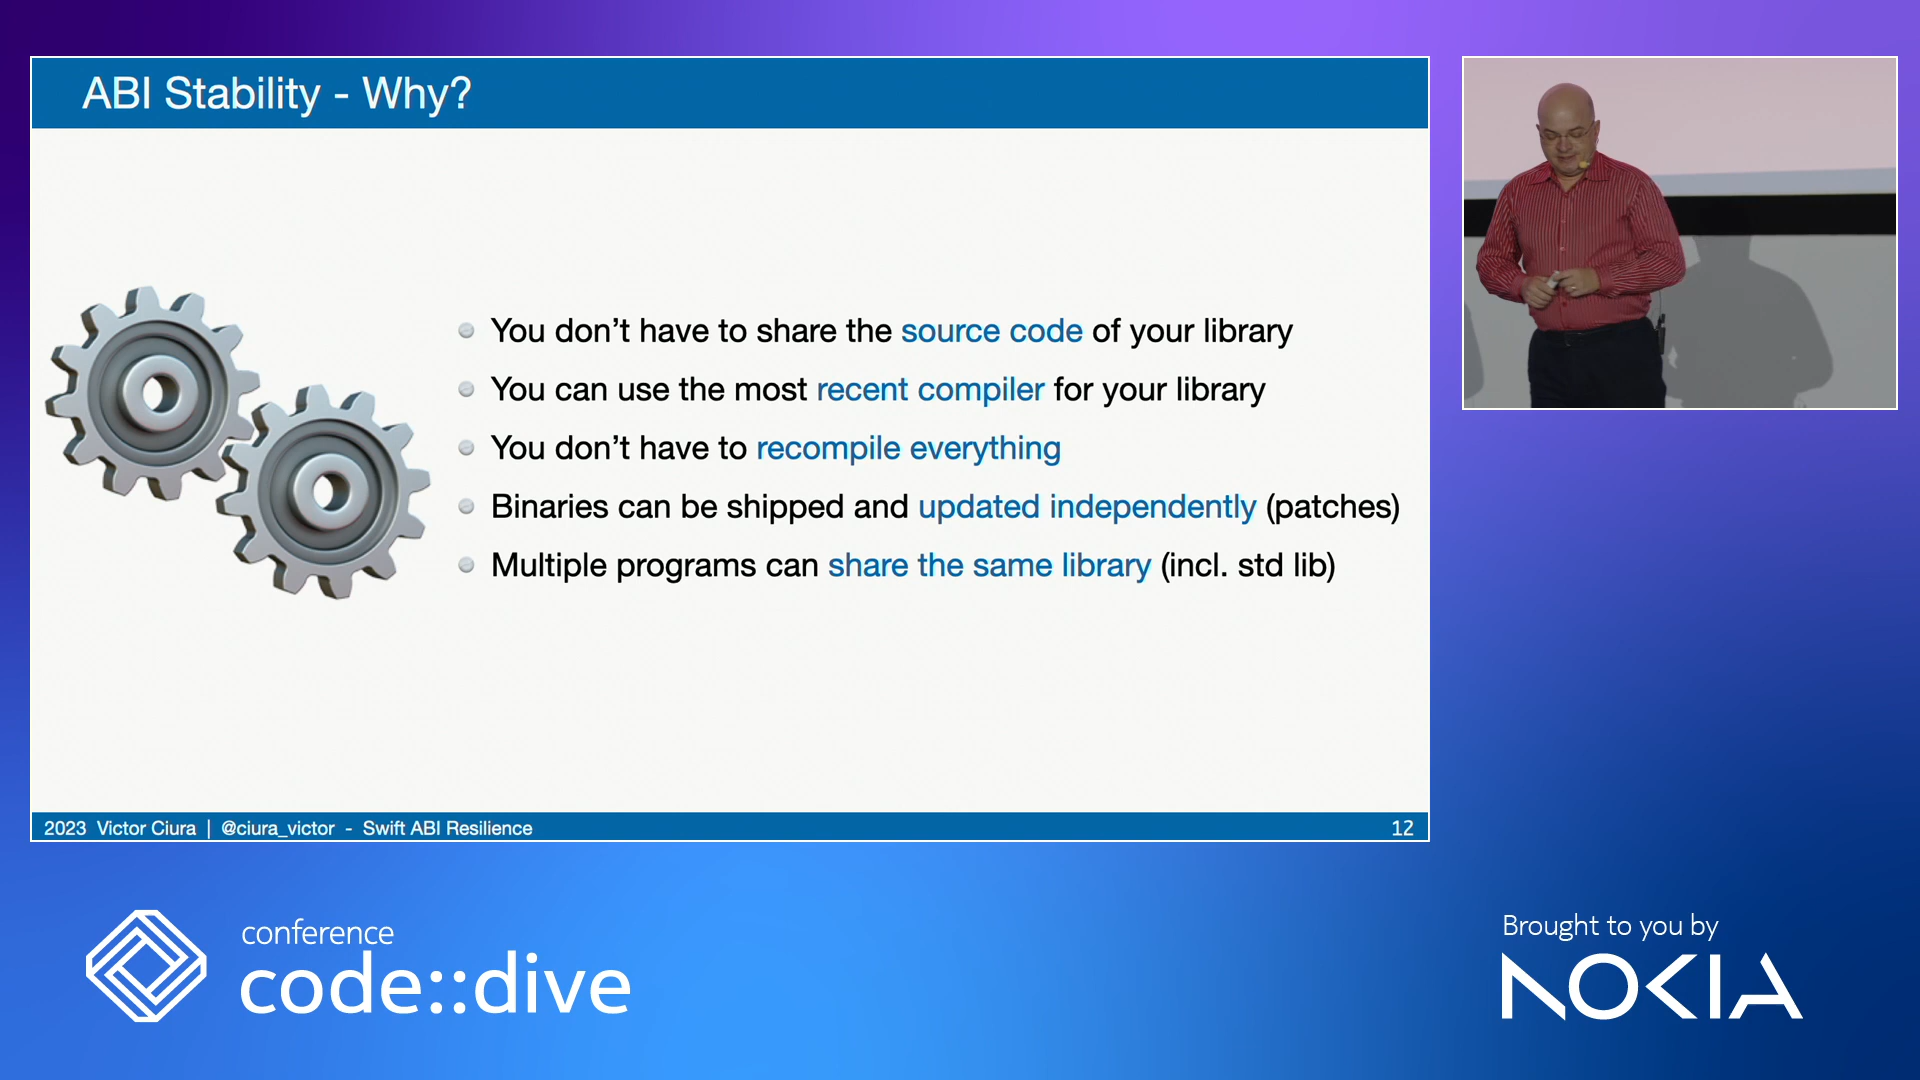 ABI Stability - Why?
You don’t have to share the source code of your library
You can use the most recent compiler for your library
You don’t have to recompile everything
Binaries can be shipped and updated independently (patches)
Multiple programs can share the same library (incl. std lib)
2023 Victor Ciura | @ciura_victor - Swift ABI Resilience
12
conference
code::dive
Brought to you by
NOKIA